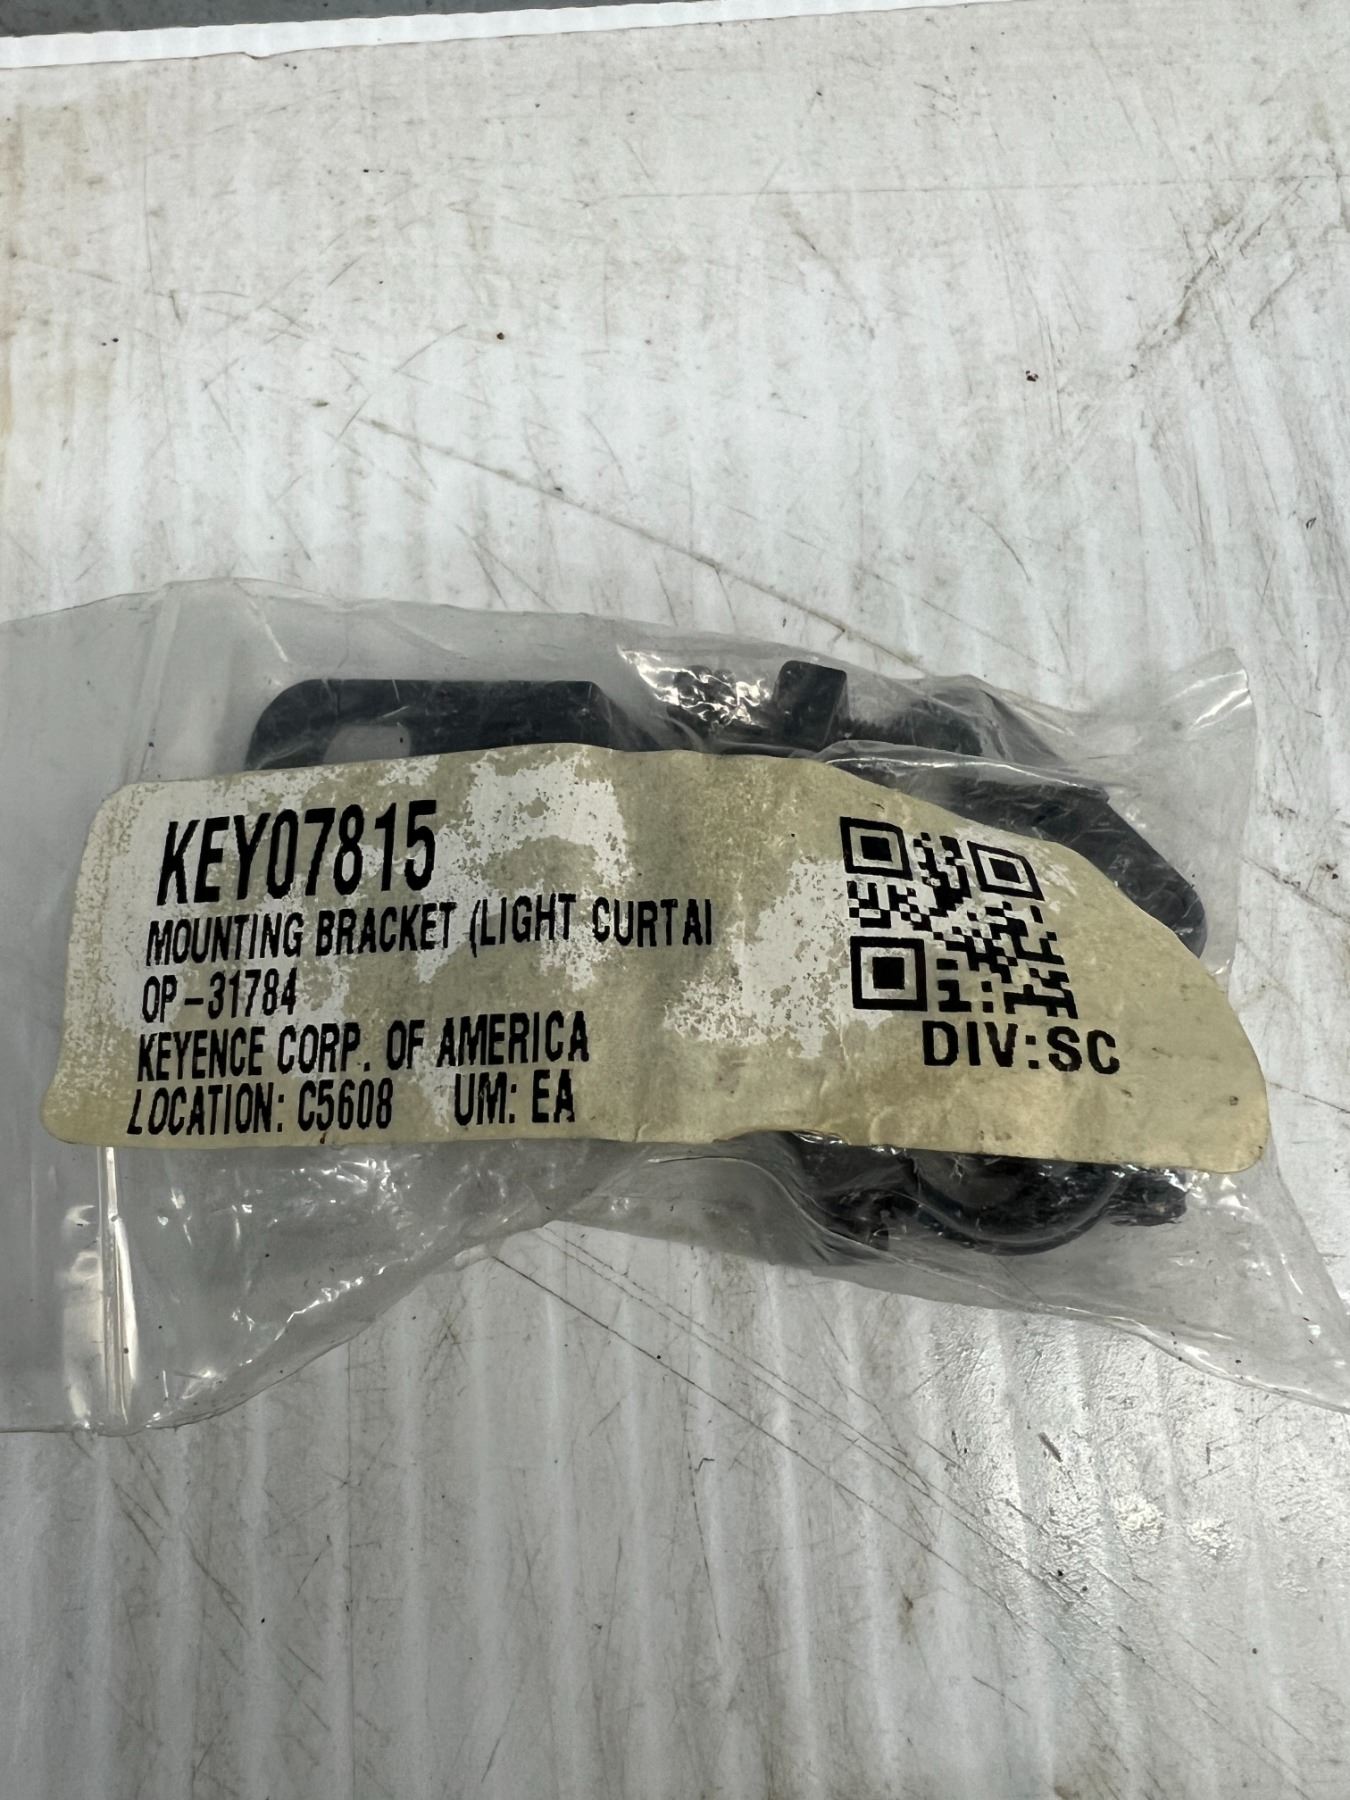 KEY07815
MOUNTING BRACKET (LIGHT CURTAI
OP-31784
KEYENCE CORP. OF AMERICA
LOCATION: C5608 UM: EA
DIV:SC